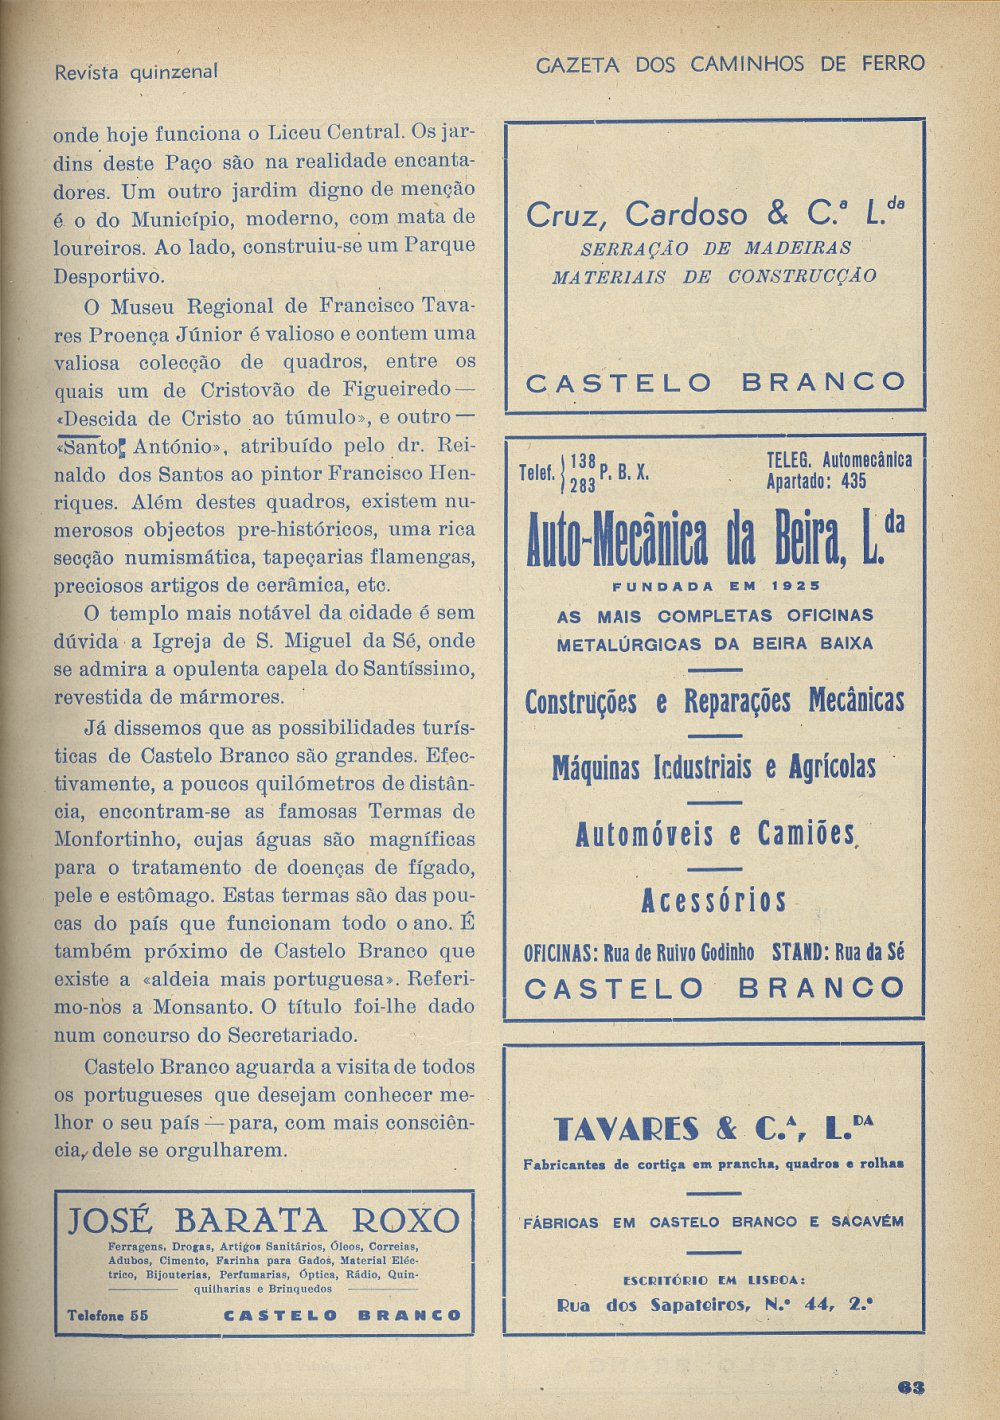 Revista quinzenal
GAZETA DOS CAMINHOS DE FERRO
onde hoje funciona o Liceu Central. Os jar-
dins deste Paço são na realidade encanta-
dores. Um outro jardim digno de menção
é o do Município, moderno, com mata de
loureiros. Ao lado, construiu-se um Parque
Desportivo.
O Museu Regional de Francisco Tava-
res Proença Júnior é valioso e contem uma
valiosa colecção de quadros, entre os
quais um de Cristovão de Figueiredo —
«Descida de Cristo ao túmulo», e outro —
«Santo António», atribuído pelo dr. Rei-
naldo dos Santos ao pintor Francisco Hen-
riques. Além destes quadros, existem nu-
merosos objectos pre-históricos, uma rica
secção numismática, tapeçarias flamengas,
preciosos artigos de cerâmica, etc.
O templo mais notável da cidade é sem
dúvida a Igreja de S. Miguel da Sé, onde
se admira a opulenta capela do Santíssimo,
revestida de mármores.
Já dissemos que as possibilidades turís-
ticas de Castelo Branco são grandes. Efec-
tivamente, a poucos quilómetros de distân-
cia, encontram-se as famosas Termas de
Monfortinho, cujas águas são magníficas
para o tratamento de doenças de fígado,
pele e estômago. Estas termas são das pou-
cas do país que funcionam todo o ano. É
também próximo de Castelo Branco que
existe a «aldeia mais portuguesa». Referi-
mo-nos a Monsanto. O título foi-lhe dado
num concurso do Secretariado.
Castelo Branco aguarda a visita de todos
os portugueses que desejam conhecer me-
lhor o seu país — para, com mais consciên-
cia, dele se orgulharem.
JOSÉ BARATA ROXO
Ferragens, Drogas, Artigos Sanitários, Óleos, Correias,
Adubos, Cimento, Farinha para Gados, Material Eléc-
trico, Bijouterias, Perfumarias, Óptica, Rádio, Quin-
quilharias e Brinquedos
Telefone 55 CASTELO BRANCO
Cruz, Cardoso & C.ª L.da
SERRAÇÃO DE MADEIRAS
MATERIAIS DE CONSTRUCÇÃO
CASTELO BRANCO
Telef. { 138 283 P. B. X.
TELEG. Automecânica
Apartado: 435
Auto-Mecânica da Beira, L.da
FUNDADA EM 1925
AS MAIS COMPLETAS OFICINAS
METALÚRGICAS DA BEIRA BAIXA
Construções e Reparações Mecânicas
Máquinas Icdustriais e Agrícolas
Automóveis e Camiões
Acessórios
OFICINAS: Rua de Ruivo Godinho STAND: Rua da Sé
CASTELO BRANCO
TAVARES & C.A, L.DA
Fabricantes de cortiça em prancha, quadros e rolhas
FÁBRICAS EM CASTELO BRANCO E SACAVÉM
ESCRITÓRIO EM LISBOA:
Rua dos Sapateiros, N.º 44, 2.º
63